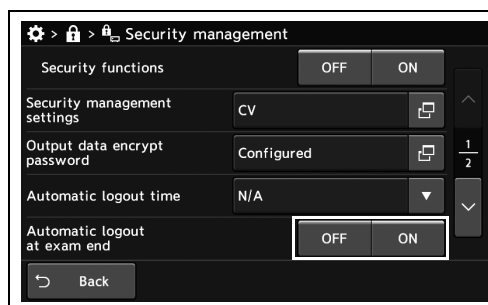 > > Security management
Security functions OFF ON
Security management
settings CV
Output data encrypt
password Configured
1
2
Automatic logout time N/A
Automatic logout
at exam end OFF ON
Back